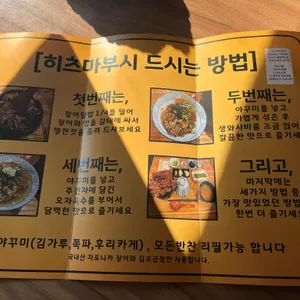 [히츠마부시 드시는 방법]
첫번째는,
장어덮밥 1/4를 덜어
장어와 밥을 김에 싸서
명란젓을 올려 드셔보세요
두번째는,
야꾸미를 넣고
가볍게 섞은 후
생와사비를 조금 얹어
깔끔한 맛으로 즐기세요
세번째는,
야꾸미를 넣고
주전자에 담긴
오차육수를 부어서
담백한 맛으로 즐기세요
그리고,
마지막에는
세가지 방법 중
가장 맛있었던 방법으로
한번 더 즐기세요
야꾸미(김가루,쪽파,후리카게), 모든반찬 리필가능 합니다
국내산 자포니카 장어와 김포금쌀만 사용합니다.